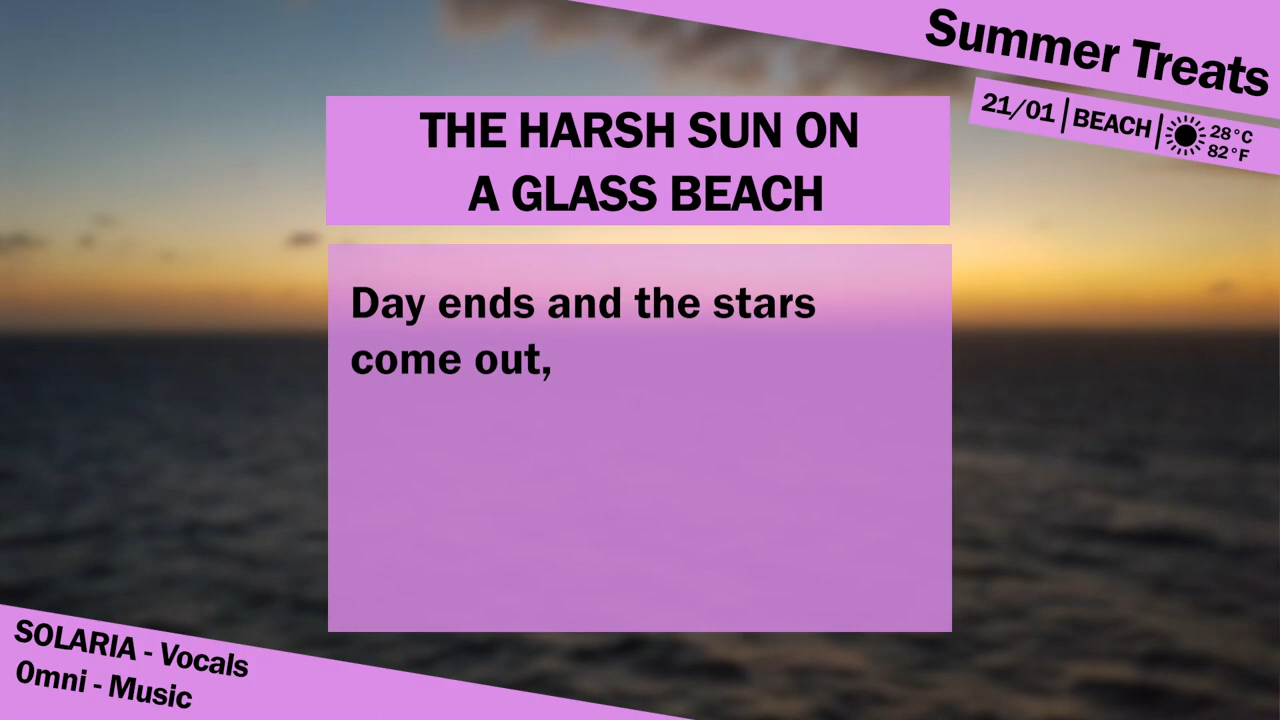 Summer Treats
21/01 | BEACH | 28°C
82°F
THE HARSH SUN ON
A GLASS BEACH
Day ends and the stars
come out,
SOLARIA - Vocals
0mni - Music